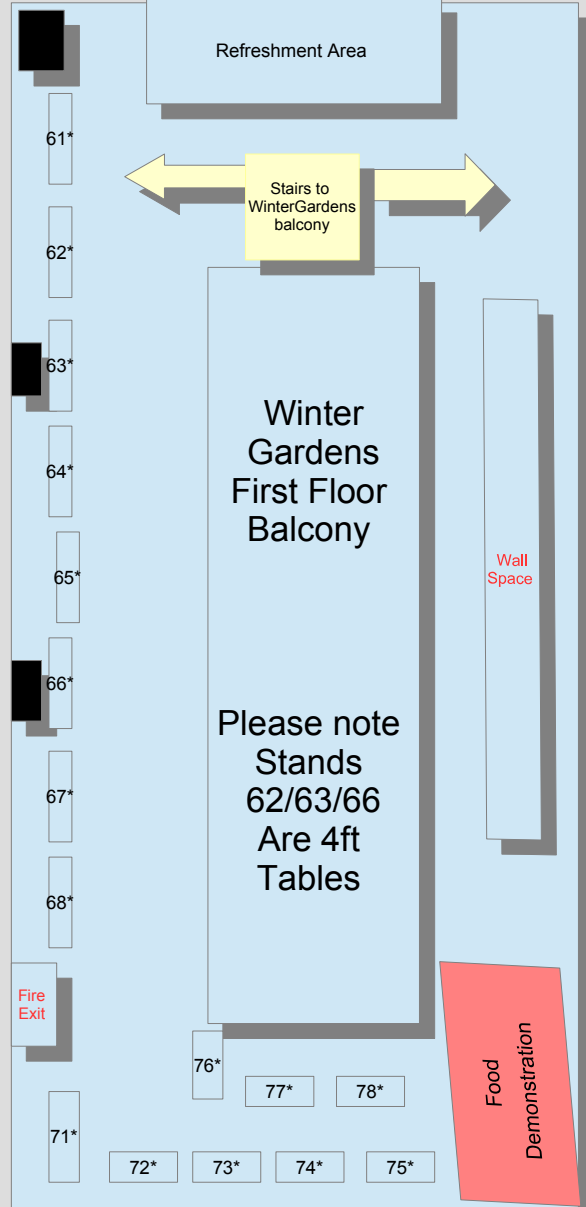 Refreshment Area
61*
Stairs to
WinterGardens
balcony
62*
63*
Winter
Gardens
First Floor
Balcony
64*
65*
Wall
Space
66*
Please note
Stands
62/63/66
Are 4ft
Tables
67*
68*
Fire
Exit
Food
Demonstration
76*
77*
78*
71*
72*
73*
74*
75*